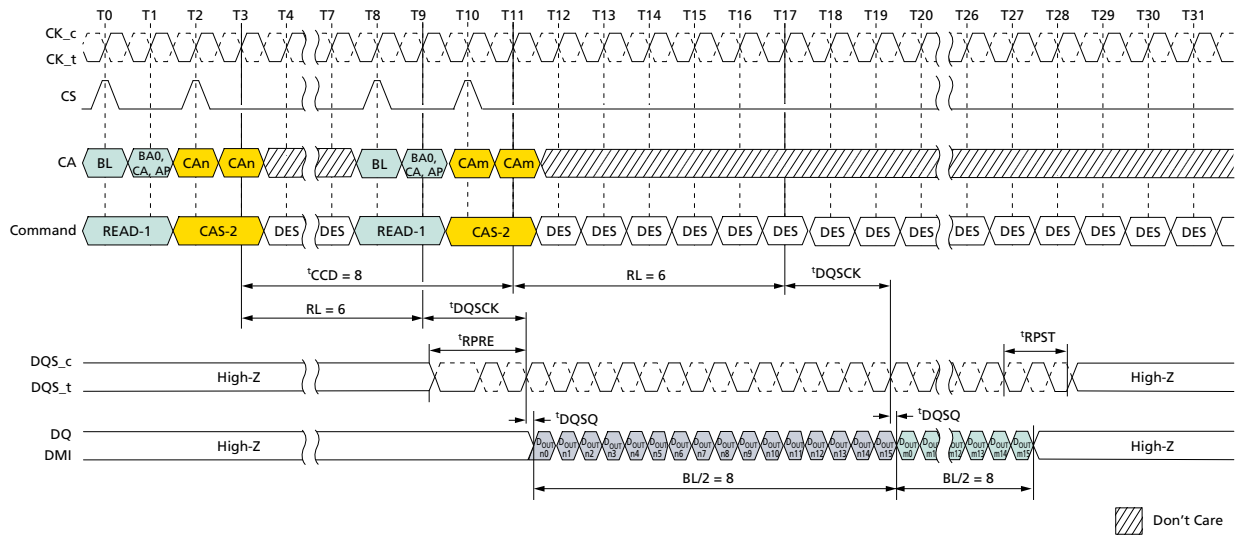 T0 T1 T2 T3 T4 T7 T8 T9 T10 T11 T12 T13 T14 T15 T16 T17 T18 T19 T20 T26 T27 T28 T29 T30 T31
CK_c
CK_t
CS
CA BL BA0, CA, AP CAn CAn BL BA0, CA, AP CAm CAm
Command READ-1 CAS-2 DES DES READ-1 CAS-2 DES DES DES DES DES DES DES DES DES DES DES DES DES DES DES
tCCD = 8 RL = 6 tDQSCK
RL = 6 tDQSCK
tRPRE tRPST
DQS_c
DQS_t High-Z High-Z
tDQSQ tDQSQ
DQ
DMI High-Z DOUT n0 DOUT n1 DOUT n2 DOUT n3 DOUT n4 DOUT n5 DOUT n6 DOUT n7 DOUT n8 DOUT n9 DOUT n10 DOUT n11 DOUT n12 DOUT n13 DOUT n14 DOUT n15 DOUT m0 DOUT m1 DOUT m12 DOUT m13 DOUT m14 DOUT m15 High-Z
BL/2 = 8 BL/2 = 8
Don't Care